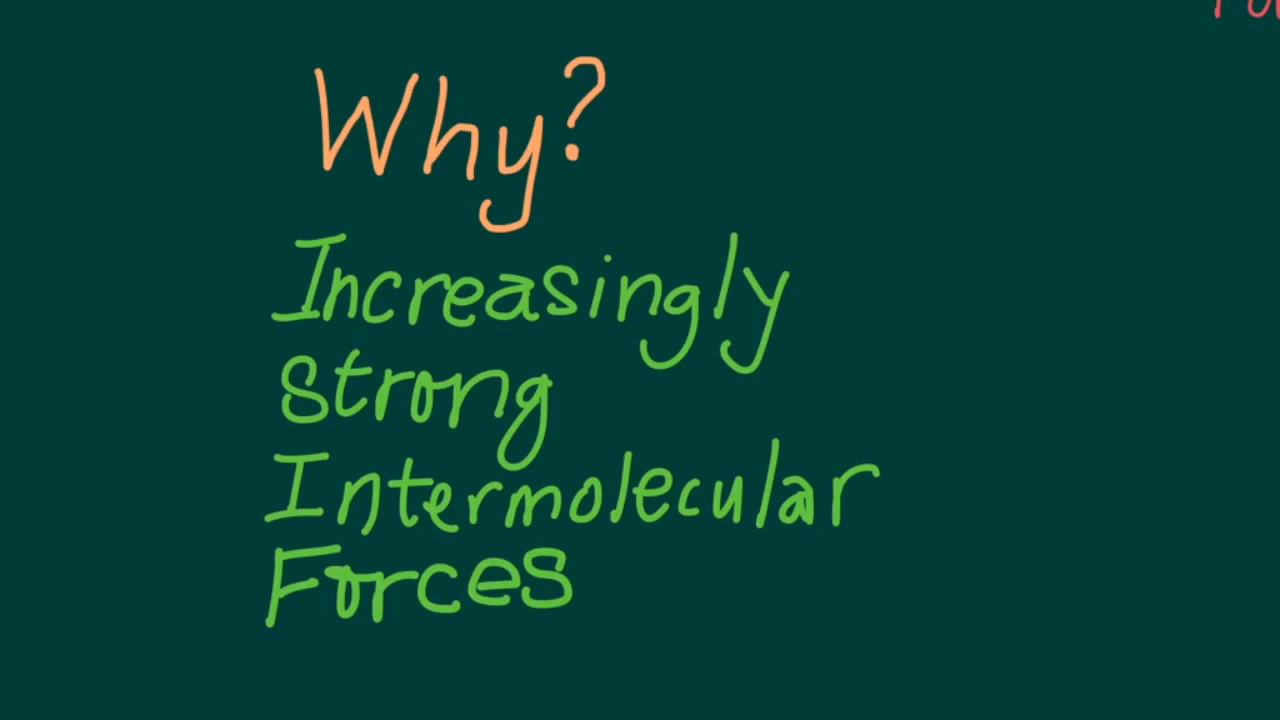 Why?
Increasingly
Strong
Intermolecular
Forces